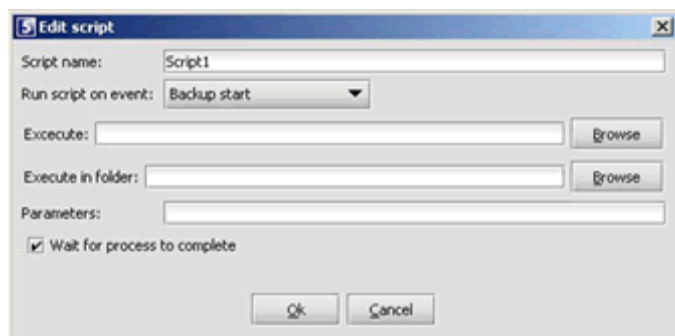 5 Edit script
Script name: Script1
Run script on event: Backup start
Excecute: Browse
Execute in folder: Browse
Parameters:
Wait for process to complete
Ok Cancel